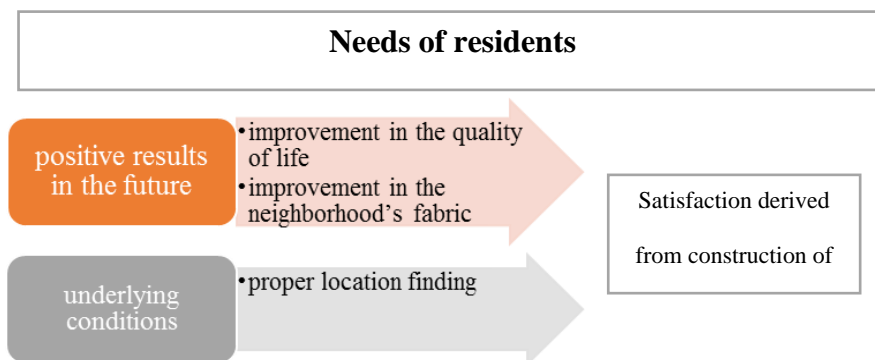 Needs of residents
positive results
in the future
•improvement in the quality
of life
•improvement in the
neighborhood's fabric
Satisfaction derived
from construction of
underlying
conditions
•proper location finding